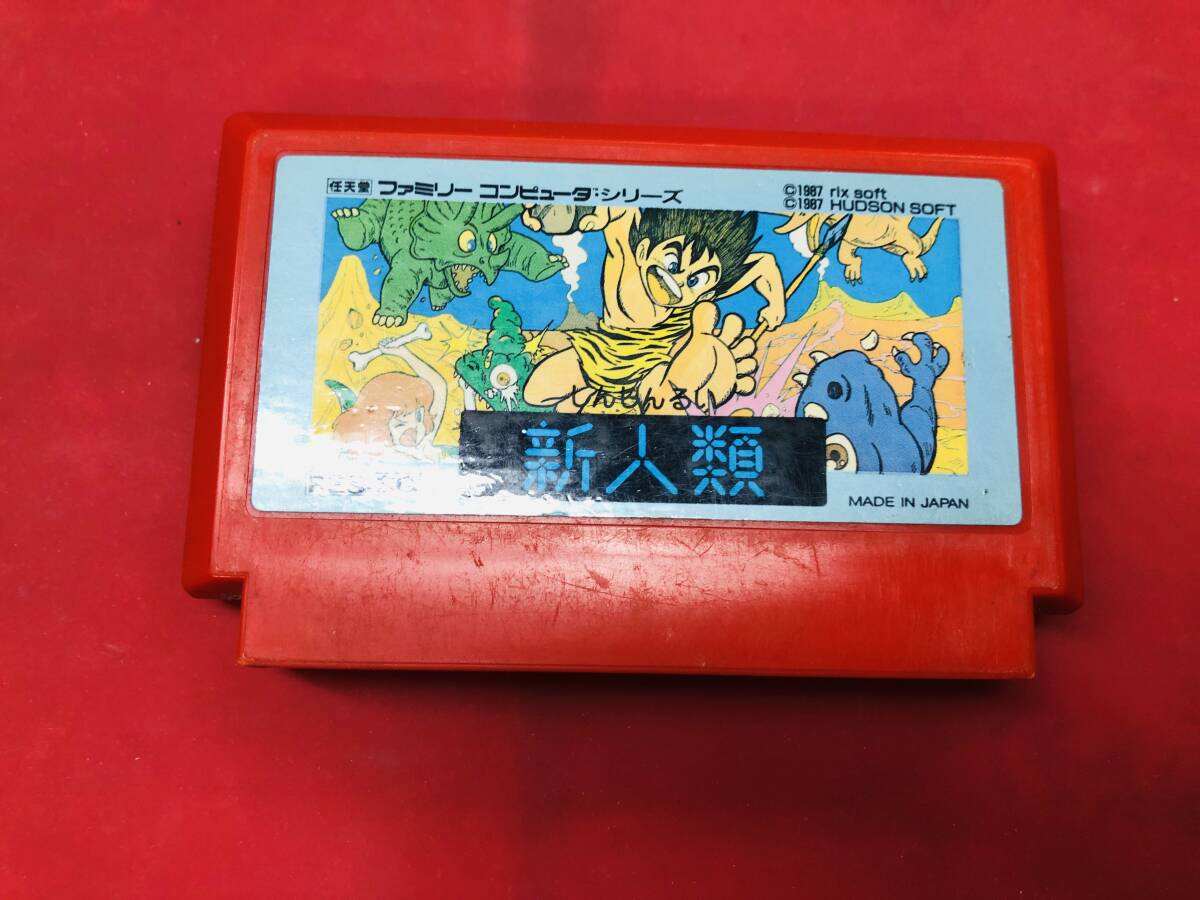 任天堂 ファミリー コンピュータ シリーズ
©1987 rix soft
©1987 HUDSON SOFT
しんじんるい
新人類
MADE IN JAPAN